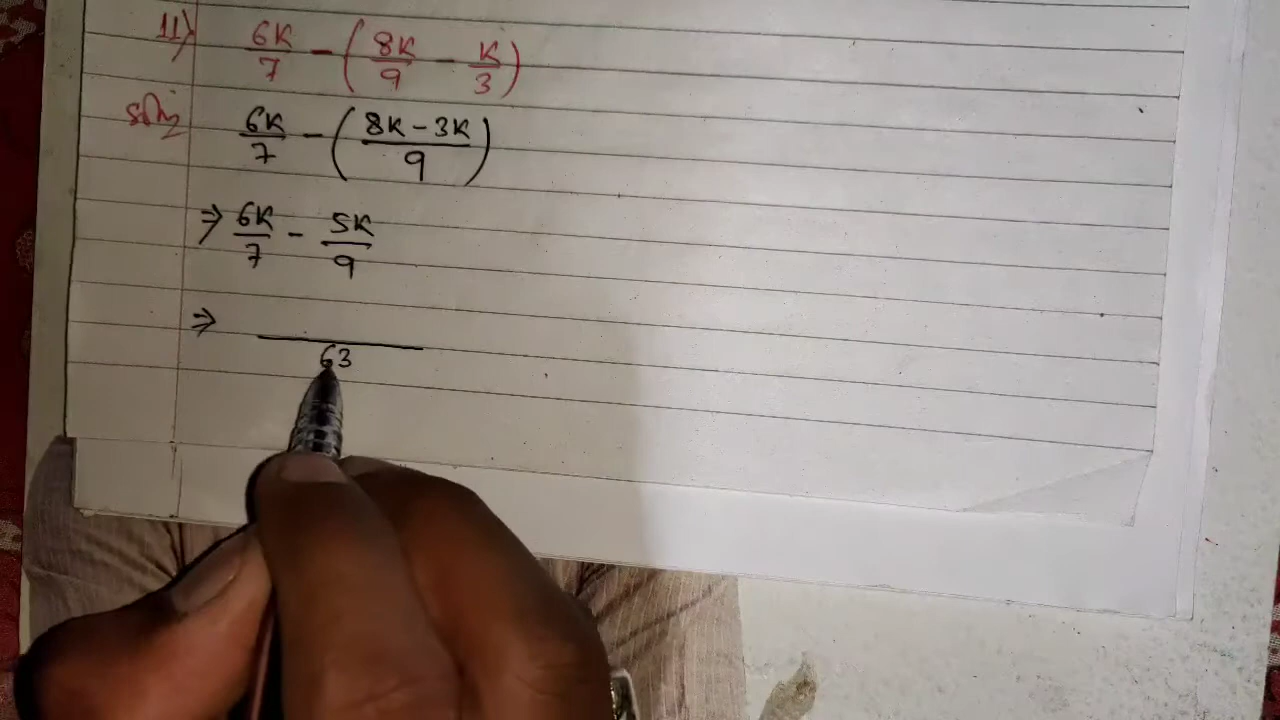 11) 6K/7 - (8K/9 - K/3)
Soln 6K/7 - (8K - 3K/9)
⇒ 6K/7 - 5K/9
⇒ /63